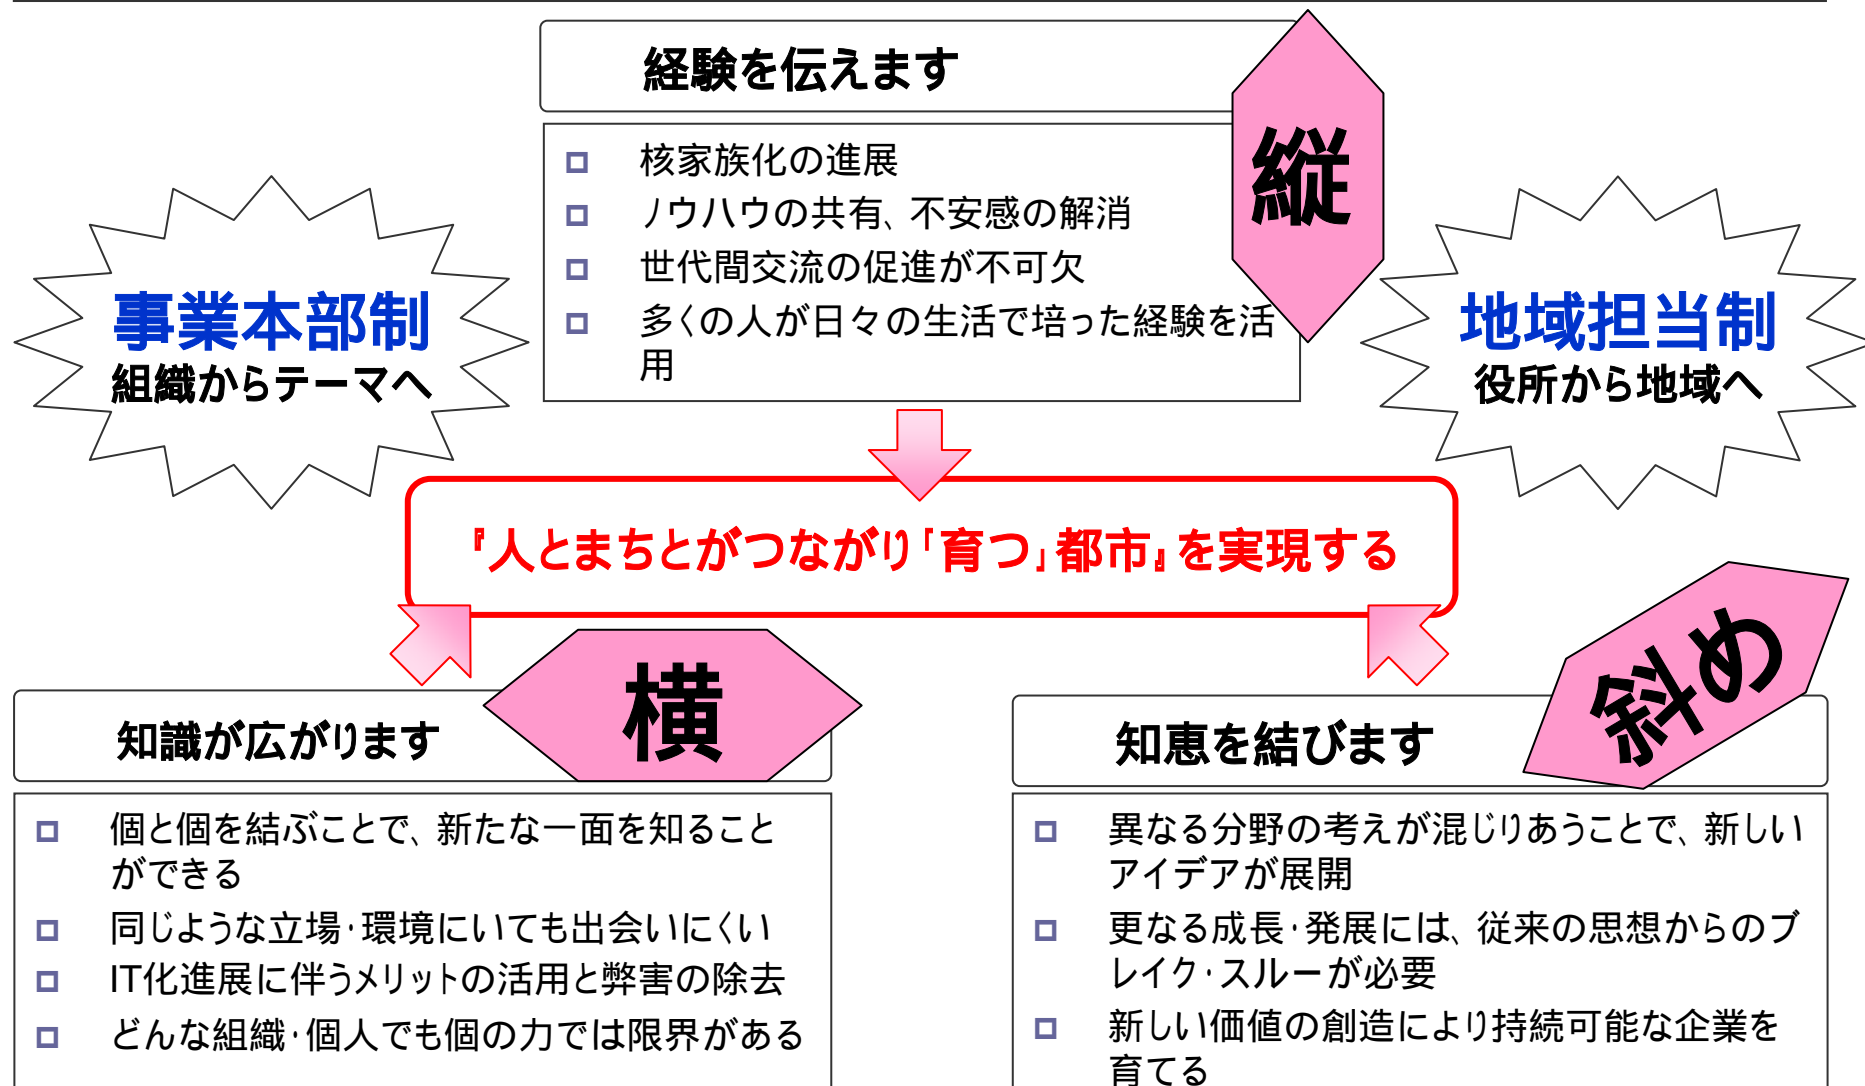 経験を伝えます
縦
核家族化の進展
ノウハウの共有、不安感の解消
世代間交流の促進が不可欠
多くの人が日々の生活で培った経験を活
用
事業本部制
組織からテーマへ
地域担当制
役所から地域へ
『人とまちとがつながり「育つ」都市』を実現する
横
知識が広がります
個と個を結ぶことで、新たな一面を知ること
ができる
同じような立場・環境にいても出会いにくい
IT化進展に伴うメリットの活用と弊害の除去
どんな組織・個人でも個の力では限界がある
斜め
知恵を結びます
異なる分野の考えが混じりあうことで、新しい
アイデアが展開
更なる成長・発展には、従来の思想からのブ
レイク・スルーが必要
新しい価値の創造により持続可能な企業を
育てる